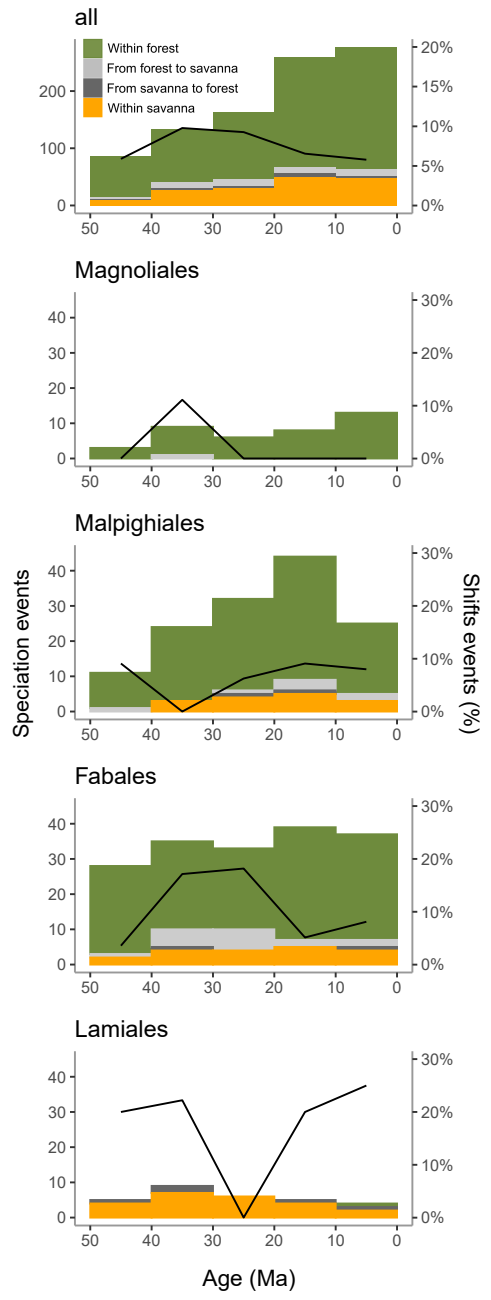 all
Within forest
From forest to savanna
From savanna to forest
Within savanna
200
100
0
20%
15%
10%
5%
0%
50 40 30 20 10 0
Magnoliales
40
30
20
10
0
30%
20%
10%
0%
50 40 30 20 10 0
Malpighiales
40
30
20
10
0
30%
20%
10%
0%
50 40 30 20 10 0
Speciation events
Shifts events (%)
Fabales
40
30
20
10
0
30%
20%
10%
0%
50 40 30 20 10 0
Lamiales
40
30
20
10
0
30%
20%
10%
0%
50 40 30 20 10 0
Age (Ma)